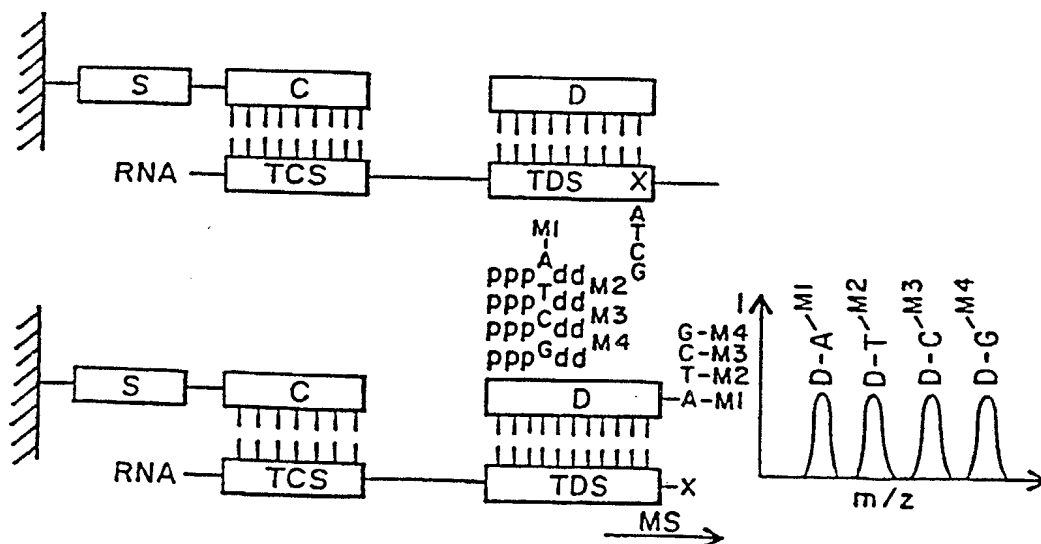 S
C
D
RNA
TCS
TDS
X
A
T
C
G
M1
A
pppAdd
pppTdd M2
pppCdd M3
pppGdd M4
G-M4
C-M3
T-M2
A-M1
S
C
D
RNA
TCS
TDS
X
MS
I
D-A-M1
D-T-M2
D-C-M3
D-G-M4
m/z